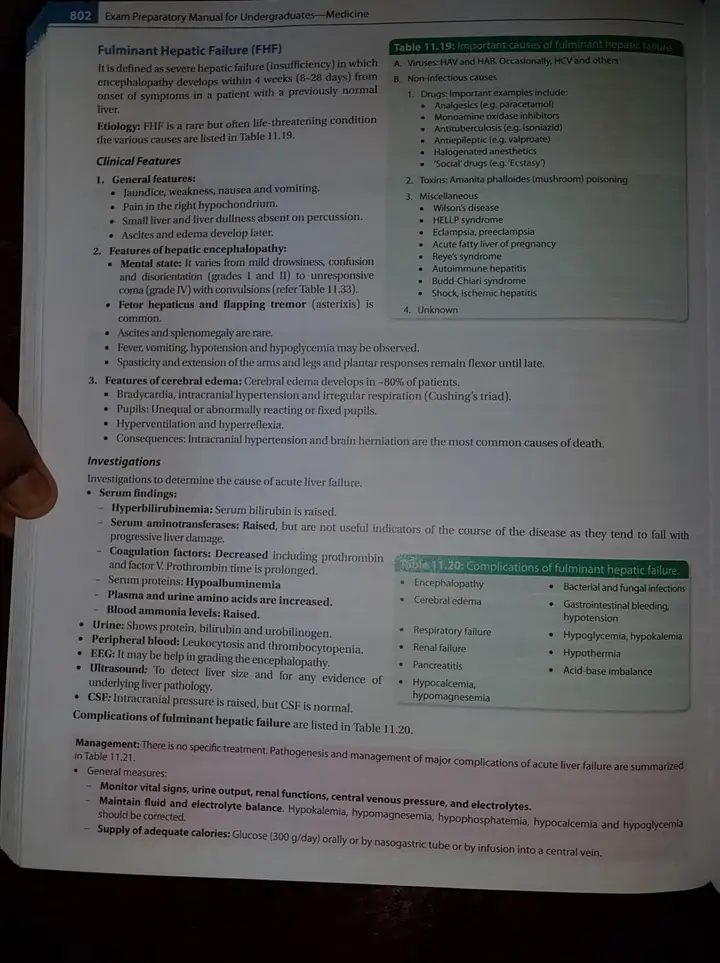 802 Exam Preparatory Manual for Undergraduates—Medicine
Fulminant Hepatic Failure (FHF)
It is defined as severe hepatic failure (insufficiency) in which
encephalopathy develops within 4 weeks (8–28 days) from
onset of symptoms in a patient with a previously normal
liver.
Etiology: FHF is a rare but often life-threatening condition
the various causes are listed in Table 11.19.
Clinical Features
1. General features:
• Jaundice, weakness, nausea and vomiting.
• Pain in the right hypochondrium.
• Small liver and liver dullness absent on percussion.
• Ascites and edema develop later.
2. Features of hepatic encephalopathy:
• Mental state: It varies from mild drowsiness, confusion
and disorientation (grades I and II) to unresponsive
coma (grade IV) with convulsions (refer Table 11.33).
• Fetor hepaticus and flapping tremor (asterixis) is
common.
• Ascites and splenomegaly are rare.
• Fever, vomiting, hypotension and hypoglycemia may be observed.
• Spasticity and extension of the arms and legs and plantar responses remain flexor until late.
Table 11.19: Important causes of fulminant hepatic failure.
A. Viruses: HAV and HAB. Occasionally, HCV and others
B. Non-infectious causes
1. Drugs: Important examples include:
• Analgesics (e.g. paracetamol)
• Monoamine oxidase inhibitors
• Antituberculosis (e.g. isoniazid)
• Antiepileptic (e.g. valproate)
• Halogenated anesthetics
• 'Social' drugs (e.g. 'Ecstasy')
2. Toxins: Amanita phalloides (mushroom) poisoning
3. Miscellaneous
• Wilson's disease
• HELLP syndrome
• Eclampsia, preeclampsia
• Acute fatty liver of pregnancy
• Reye's syndrome
• Autoimmune hepatitis
• Budd-Chiari syndrome
• Shock, ischemic hepatitis
4. Unknown
3. Features of cerebral edema: Cerebral edema develops in ~80% of patients.
• Bradycardia, intracranial hypertension and irregular respiration (Cushing's triad).
• Pupils: Unequal or abnormally reacting or fixed pupils.
• Hyperventilation and hyperreflexia.
• Consequences: Intracranial hypertension and brain herniation are the most common causes of death.
Investigations
Investigations to determine the cause of acute liver failure.
• Serum findings:
– Hyperbilirubinemia: Serum bilirubin is raised.
– Serum aminotransferases: Raised, but are not useful indicators of the course of the disease as they tend to fall with
progressive liver damage.
– Coagulation factors: Decreased including prothrombin
and factor V. Prothrombin time is prolonged.
– Serum proteins: Hypoalbuminemia
– Plasma and urine amino acids are increased.
– Blood ammonia levels: Raised.
• Urine: Shows protein, bilirubin and urobilinogen.
• Peripheral blood: Leukocytosis and thrombocytopenia.
• EEG: It may be help in grading the encephalopathy.
• Ultrasound: To detect liver size and for any evidence of
underlying liver pathology.
• CSF: Intracranial pressure is raised, but CSF is normal.
Complications of fulminant hepatic failure are listed in Table 11.20.
Table 11.20: Complications of fulminant hepatic failure.
• Encephalopathy
• Cerebral edema
• Respiratory failure
• Renal failure
• Pancreatitis
• Hypocalcemia,
hypomagnesemia
• Bacterial and fungal infections
• Gastrointestinal bleeding,
hypotension
• Hypoglycemia, hypokalemia
• Hypothermia
• Acid-base imbalance
Management: There is no specific treatment. Pathogenesis and management of major complications of acute liver failure are summarized
in Table 11.21.
• General measures:
– Monitor vital signs, urine output, renal functions, central venous pressure, and electrolytes.
– Maintain fluid and electrolyte balance. Hypokalemia, hypomagnesemia, hypophosphatemia, hypocalcemia and hypoglycemia
should be corrected.
– Supply of adequate calories: Glucose (300 g/day) orally or by nasogastric tube or by infusion into a central vein.